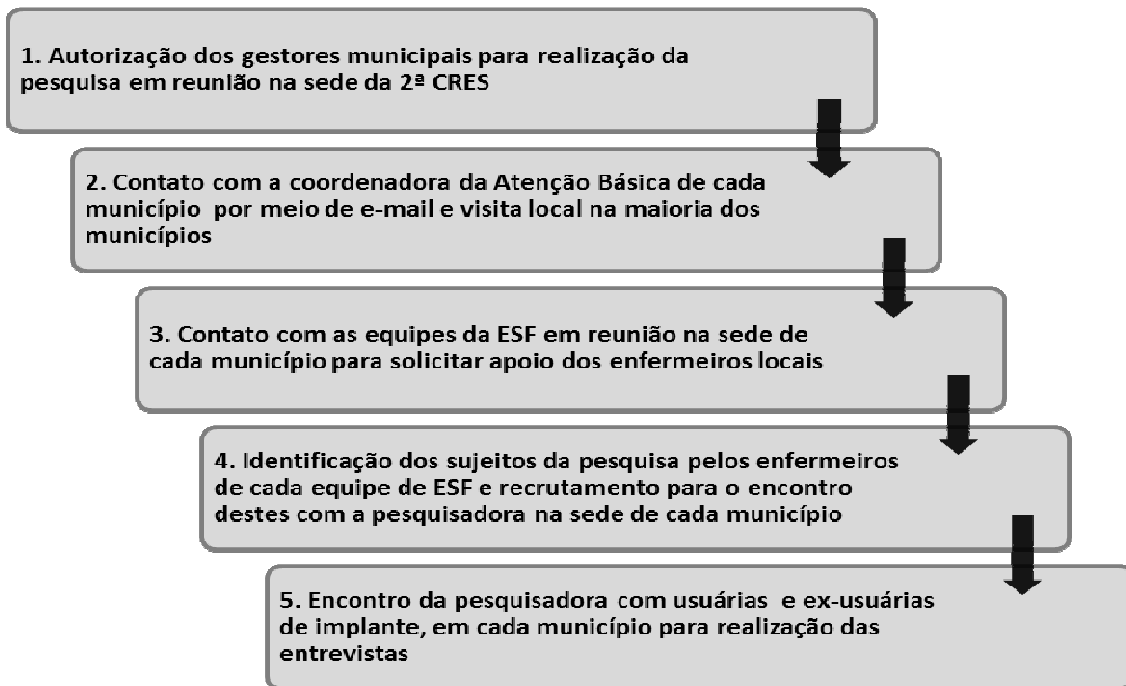 1. Autorização dos gestores municipais para realização da
pesquisa em reunião na sede da 2ª CRES
2. Contato com a coordenadora da Atenção Básica de cada
município por meio de e-mail e visita local na maioria dos
municípios
3. Contato com as equipes da ESF em reunião na sede de
cada município para solicitar apoio dos enfermeiros locais
4. Identificação dos sujeitos da pesquisa pelos enfermeiros
de cada equipe de ESF e recrutamento para o encontro
destes com a pesquisadora na sede de cada município
5. Encontro da pesquisadora com usuárias e ex-usuárias
de implante, em cada município para realização das
entrevistas